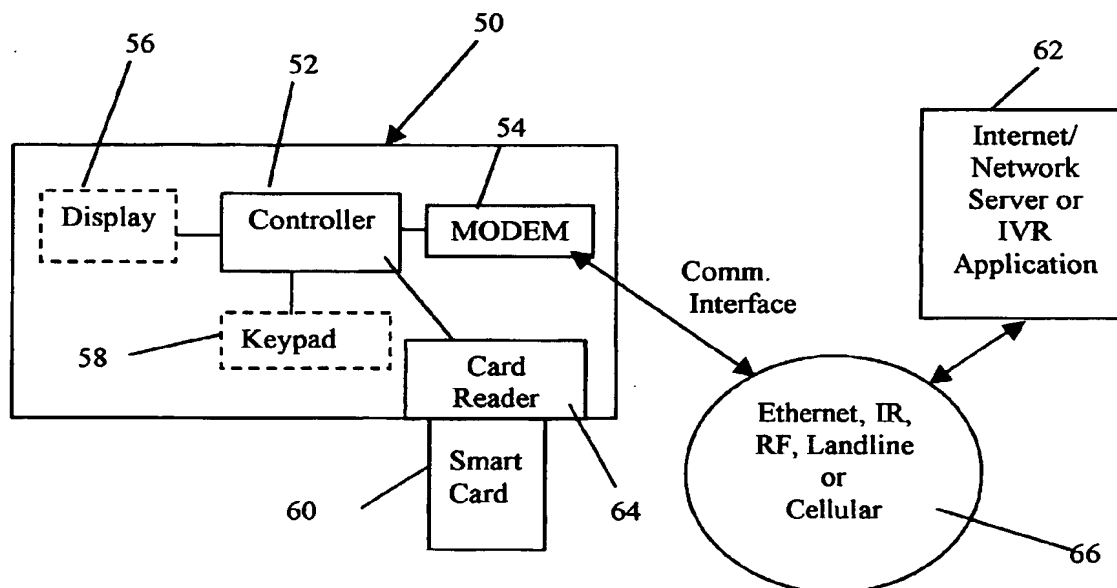 56
52
50
54
62
Display
Controller
MODEM
Internet/
Network
Server or
IVR
Application
Comm.
Interface
58
Keypad
Card
Reader
Ethernet, IR,
RF, Landline
or
Cellular
Smart
Card
60
64
66